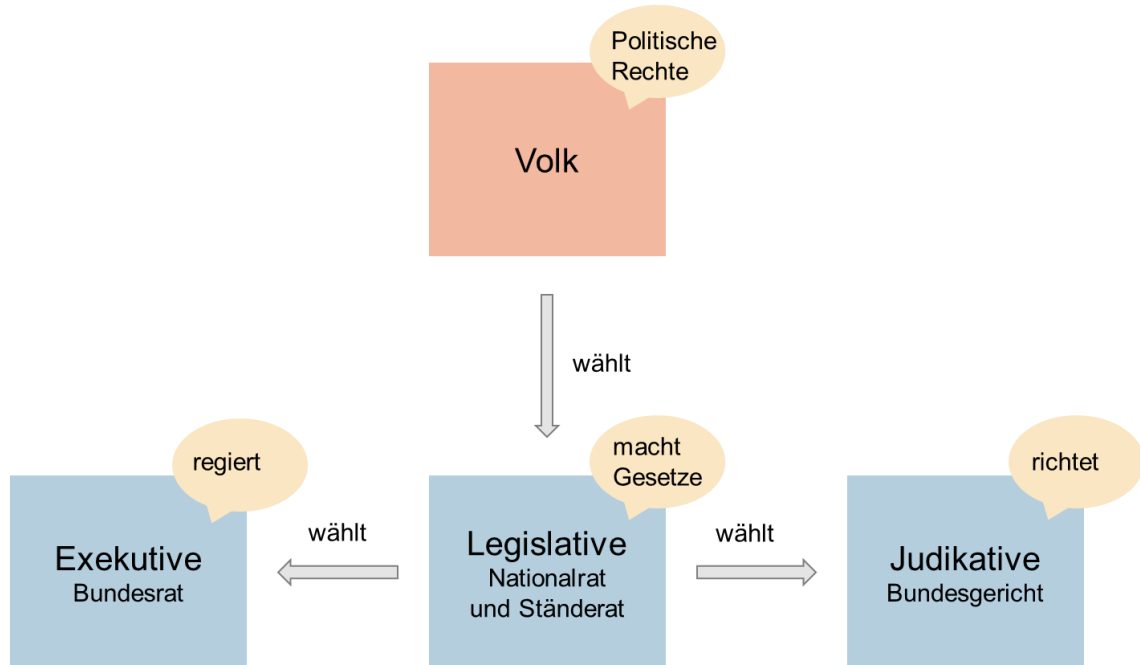 Politische
Rechte
Volk
wählt
regiert
macht
Gesetze
richtet
wählt
wählt
Exekutive
Bundesrat
Legislative
Nationalrat
und Ständerat
Judikative
Bundesgericht